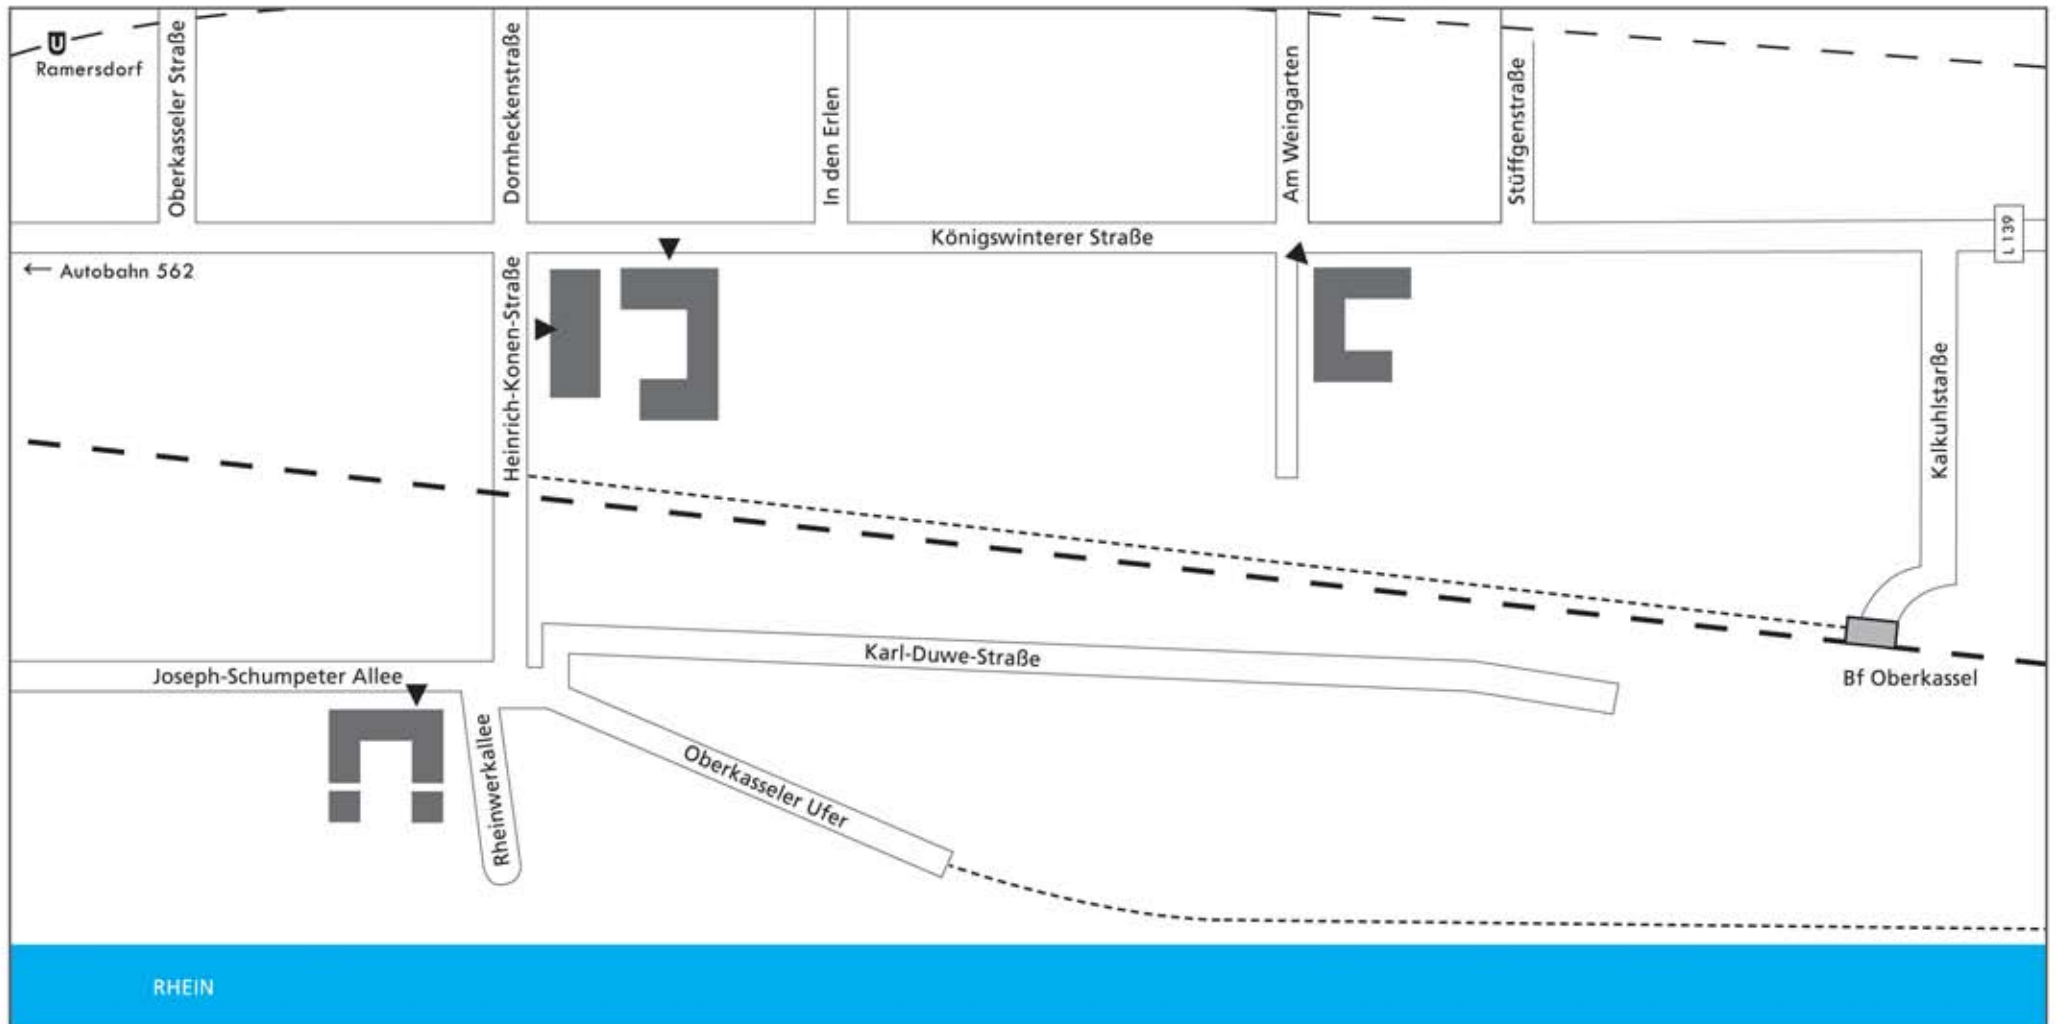 U
Ramersdorf
Oberkasseler Straße
Dornheckenstraße
In den Erlen
Am Weingarten
Stüffgenstraße
Königswinterer Straße
L 139
← Autobahn 562
Heinrich-Konen-Straße
Kalkuhlstarße
Karl-Duwe-Straße
Joseph-Schumpeter Allee
Bf Oberkassel
Rheinwerkallee
Oberkasseler Ufer
RHEIN